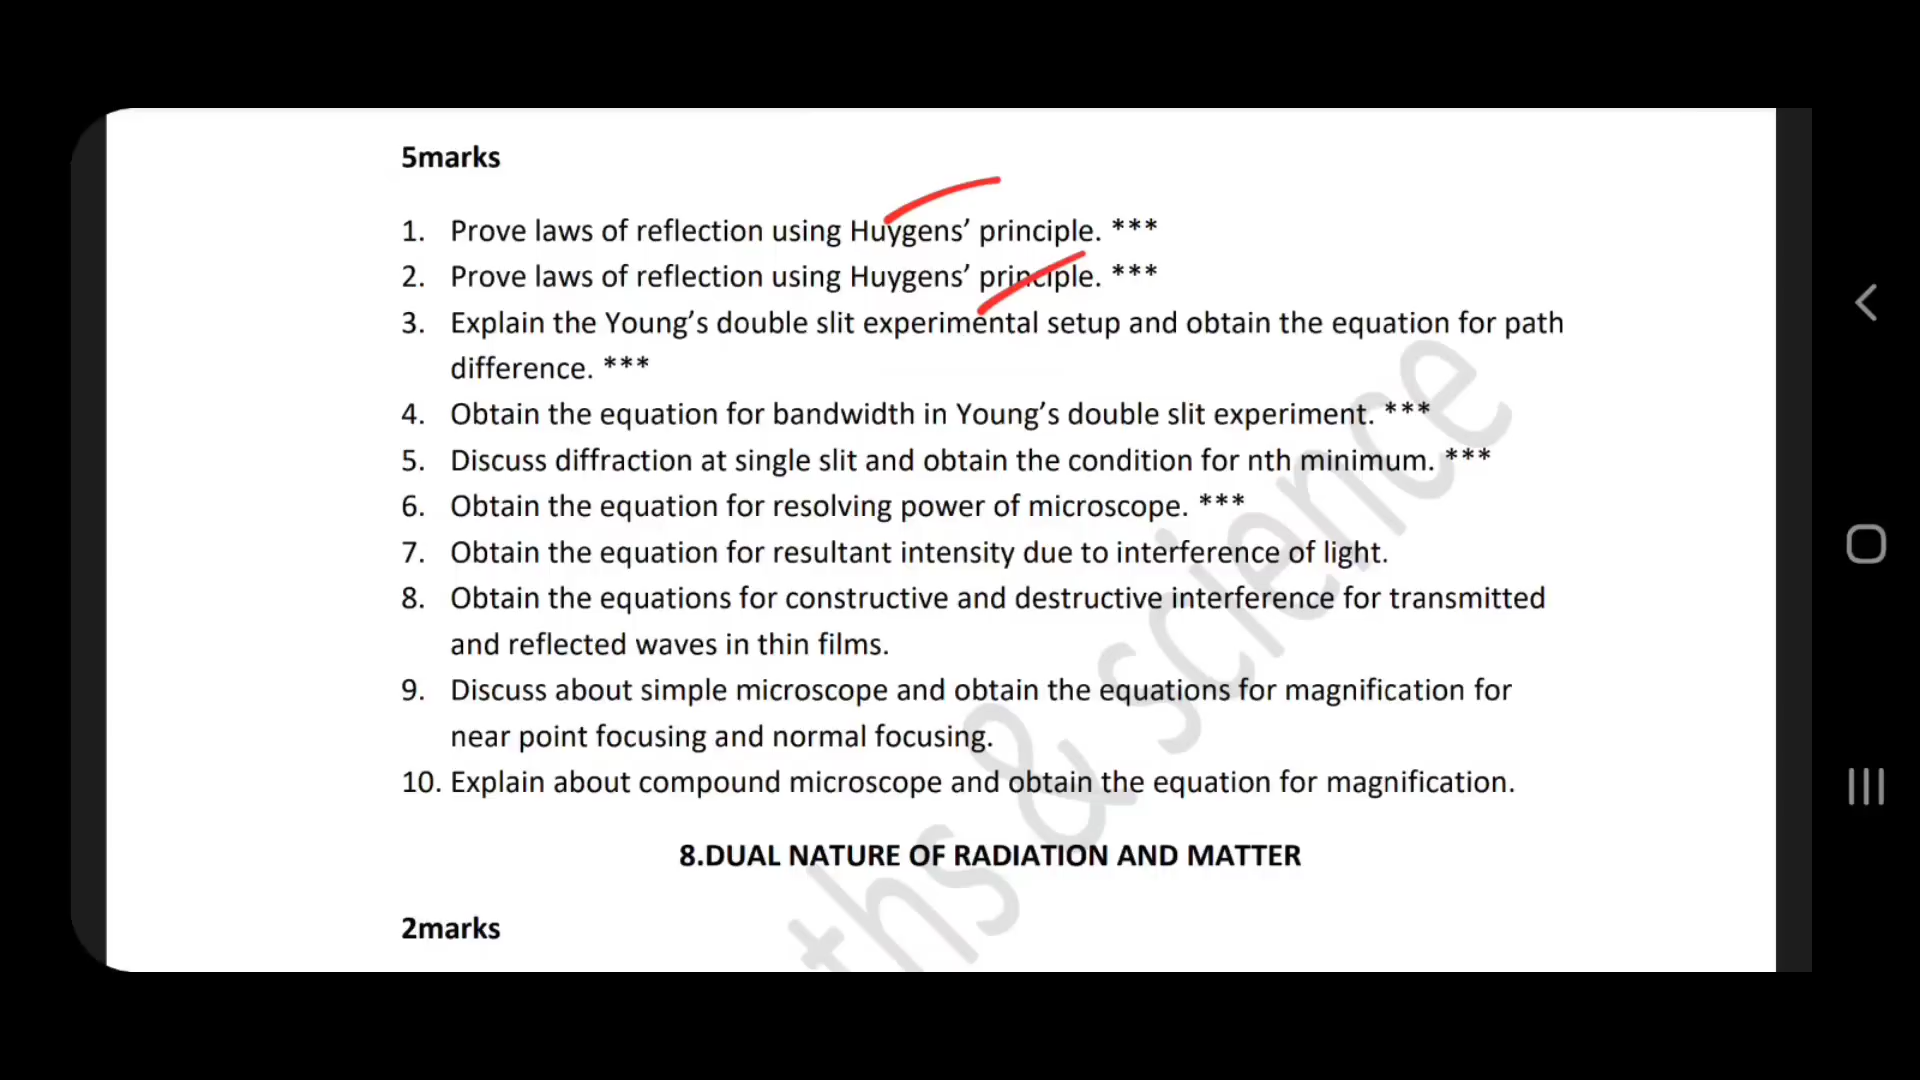 5marks
1. Prove laws of reflection using Huygens’ principle. ***
2. Prove laws of reflection using Huygens’ principle. ***
3. Explain the Young’s double slit experimental setup and obtain the equation for path
difference. ***
4. Obtain the equation for bandwidth in Young’s double slit experiment. ***
5. Discuss diffraction at single slit and obtain the condition for nth minimum. ***
6. Obtain the equation for resolving power of microscope. ***
7. Obtain the equation for resultant intensity due to interference of light.
8. Obtain the equations for constructive and destructive interference for transmitted
and reflected waves in thin films.
9. Discuss about simple microscope and obtain the equations for magnification for
near point focusing and normal focusing.
10. Explain about compound microscope and obtain the equation for magnification.
8.DUAL NATURE OF RADIATION AND MATTER
2marks
ths & science